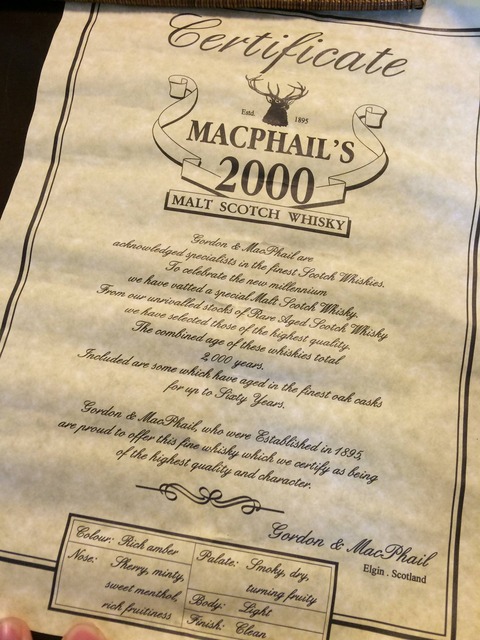 Certificate
Estd. 1895
MACPHAIL'S
2000
MALT SCOTCH WHISKY
Gordon & MacPhail are
acknowledged specialists in the finest Scotch Whiskies.
To celebrate the new millennium
we have vatted a special Malt Scotch Whisky.
From our unrivalled stocks of Rare Aged Scotch Whisky
we have selected those of the highest quality.
The combined age of these whiskies total
2,000 years.
Included are some which have aged in the finest oak casks
for up to Sixty Years.
Gordon & MacPhail, who were Established in 1895,
are proud to offer this fine whisky which we certify as being
of the highest quality and character.
Gordon & MacPhail
Elgin . Scotland
Colour: Rich amber
Nose: Sherry, minty,
sweet menthol,
rich fruitiness
Palate: Smoky, dry,
turning fruity
Body: Light
Finish: Clean